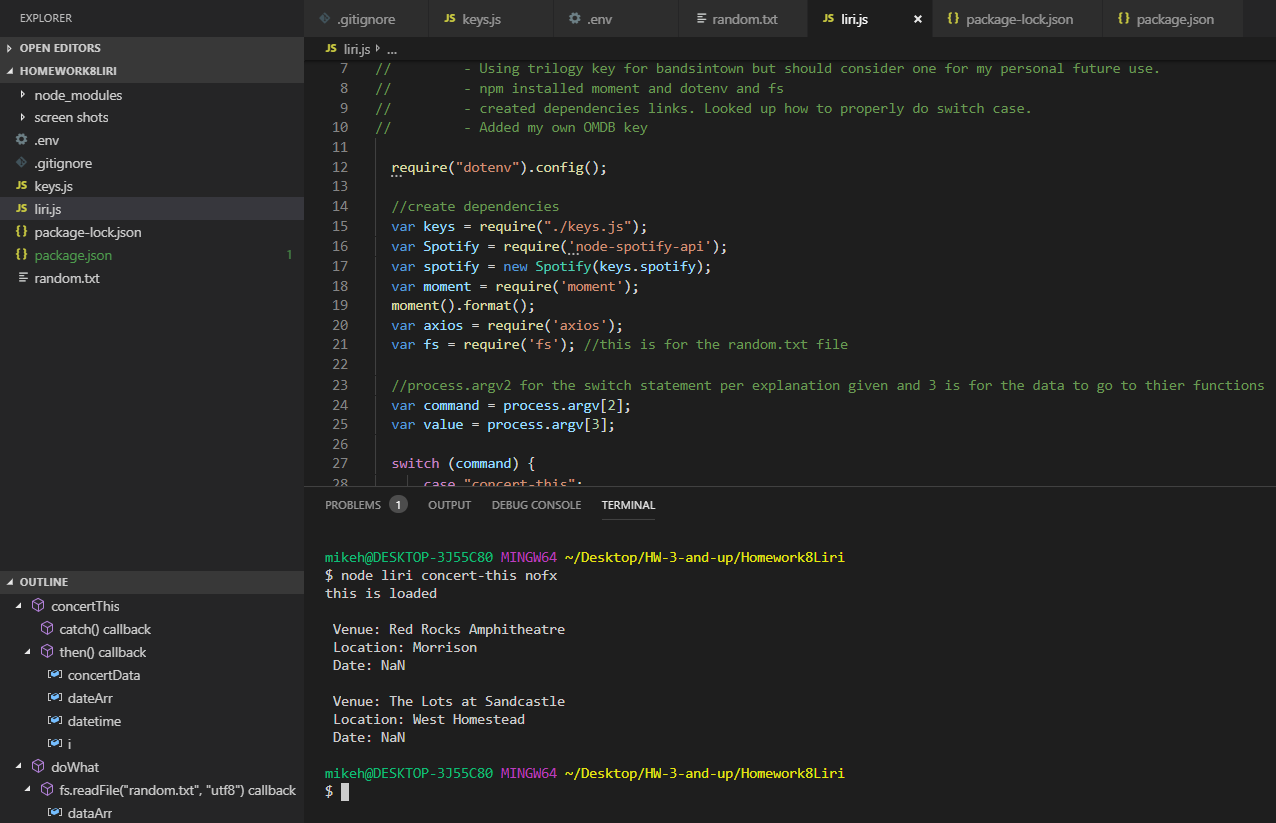 EXPLORER
OPEN EDITORS
HOMEWORK8LIRI
node_modules
screen shots
.env
.gitignore
JS keys.js
JS liri.js
{} package-lock.json
{} package.json 1
random.txt
OUTLINE
concertThis
catch() callback
then() callback
concertData
dateArr
datetime
i
doWhat
fs.readFile("random.txt", "utf8") callback
dataArr
.gitignore JS keys.js .env random.txt JS liri.js × {} package-lock.json {} package.json
JS liri.js ...
7 // - Using trilogy key for bandsintown but should consider one for my personal future use.
8 // - npm installed moment and dotenv and fs
9 // - created dependencies links. Looked up how to properly do switch case.
10 // - Added my own OMDB key
11
12 require("dotenv").config();
13
14 //create dependencies
15 var keys = require("./keys.js");
16 var Spotify = require('node-spotify-api');
17 var spotify = new Spotify(keys.spotify);
18 var moment = require('moment');
19 moment().format();
20 var axios = require('axios');
21 var fs = require('fs'); //this is for the random.txt file
22
23 //process.argv2 for the switch statement per explanation given and 3 is for the data to go to thier functions
24 var command = process.argv[2];
25 var value = process.argv[3];
26
27 switch (command) {
28 case "concert-this":
PROBLEMS 1 OUTPUT DEBUG CONSOLE TERMINAL
mikeh@DESKTOP-3J55C80 MINGW64 ~/Desktop/HW-3-and-up/Homework8Liri
$ node liri concert-this nofx
this is loaded
Venue: Red Rocks Amphitheatre
Location: Morrison
Date: NaN
Venue: The Lots at Sandcastle
Location: West Homestead
Date: NaN
mikeh@DESKTOP-3J55C80 MINGW64 ~/Desktop/HW-3-and-up/Homework8Liri
$